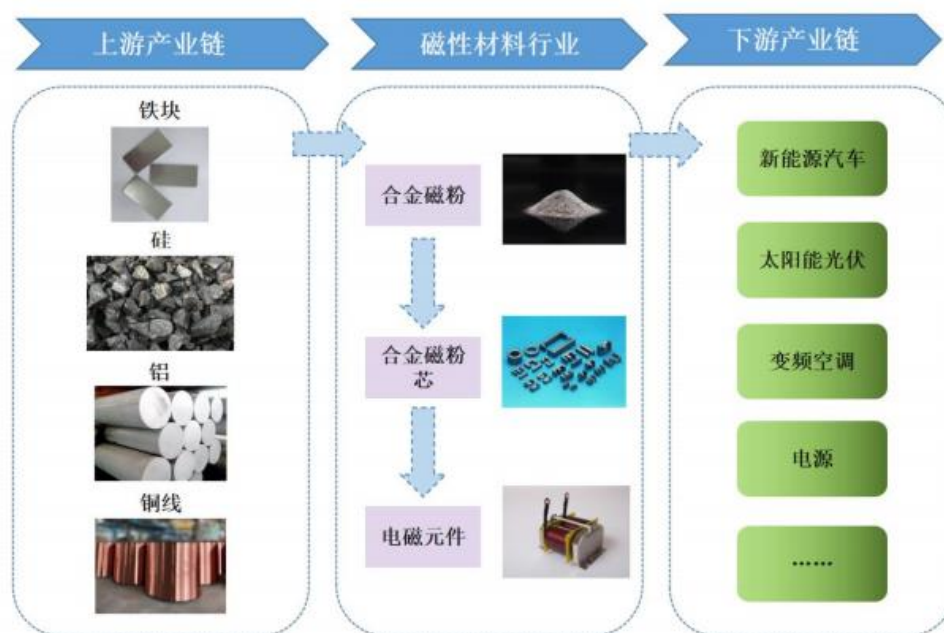 上游产业链
磁性材料行业
下游产业链
铁块
硅
铝
铜线
合金磁粉
合金磁粉
芯
电磁元件
新能源汽车
太阳能光伏
变频空调
电源
……